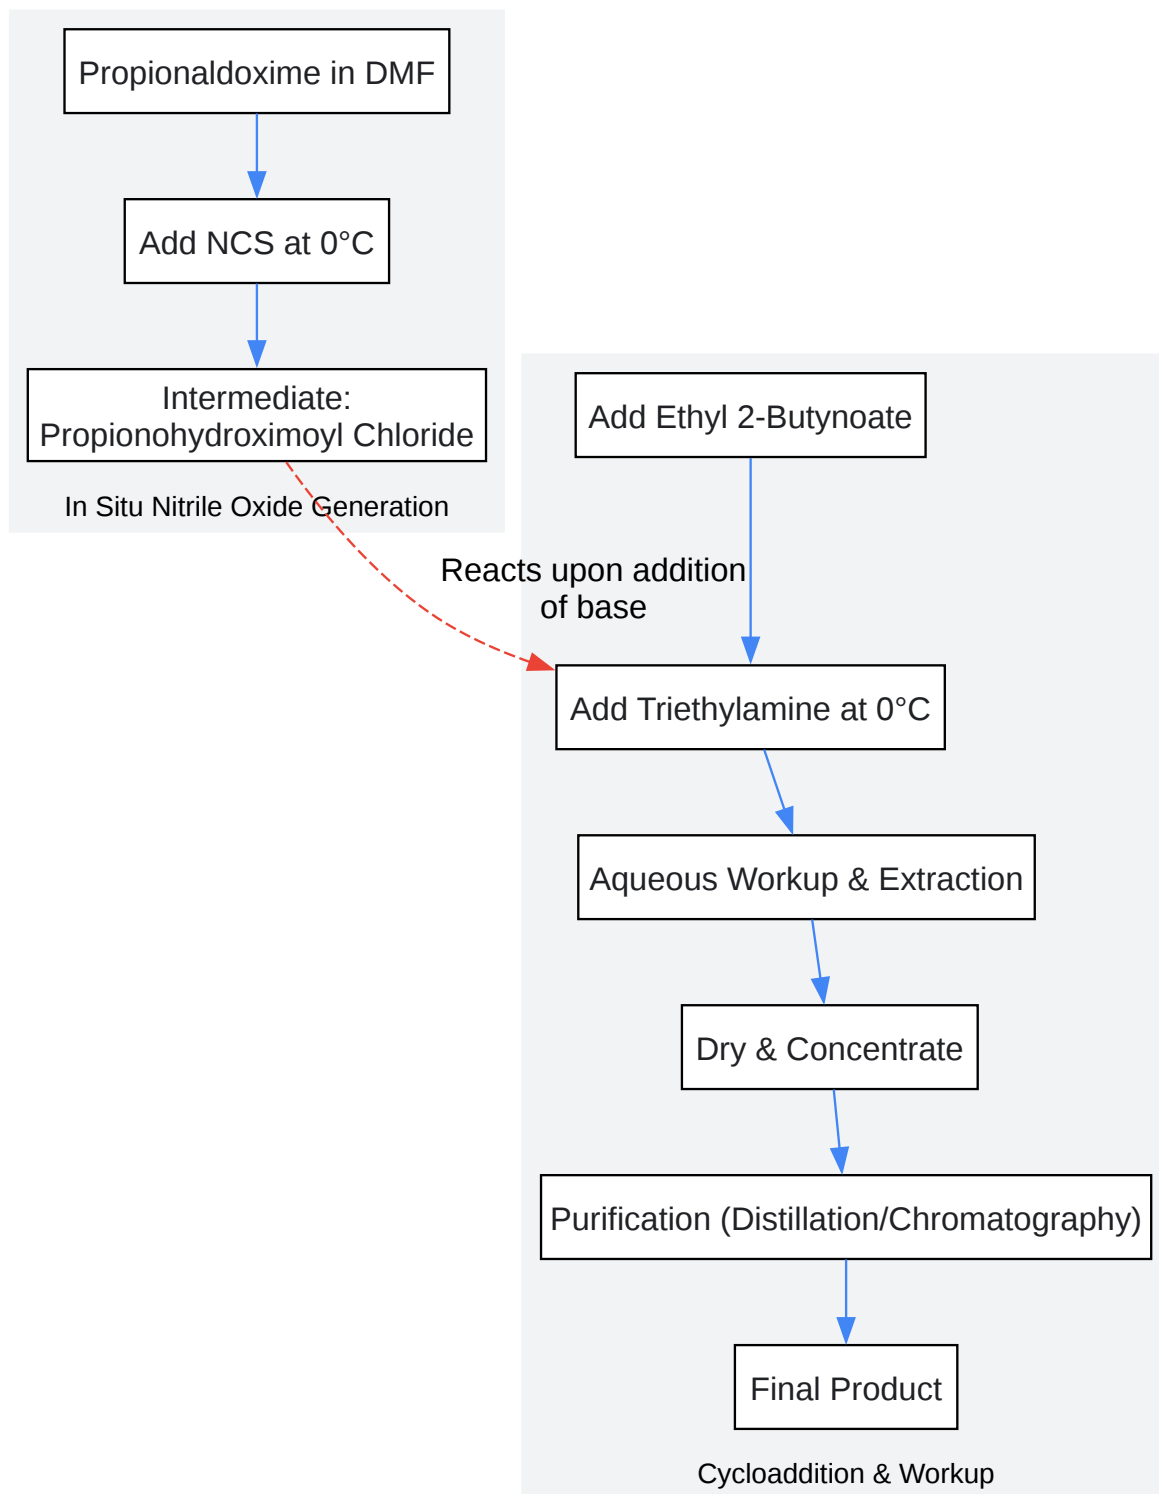 Propionaldoxime in DMF
Add NCS at 0°C
Intermediate:
Propionohydroximoyl Chloride
In Situ Nitrile Oxide Generation
Add Ethyl 2-Butynoate
Reacts upon addition
of base
Add Triethylamine at 0°C
Aqueous Workup & Extraction
Dry & Concentrate
Purification (Distillation/Chromatography)
Final Product
Cycloaddition & Workup